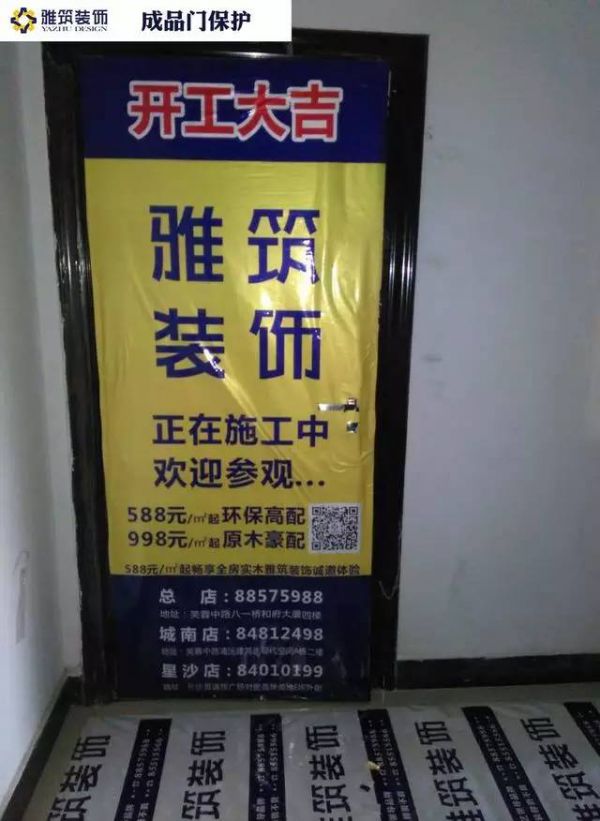 雅筑装饰
YAZHU DESIGN
成品门保护
开工大吉
雅筑
装饰
正在施工中
欢迎参观...
588元/㎡起环保高配
998元/㎡起原木豪配
588元/㎡起畅享全房实木雅筑装饰诚邀体验
总 店：88575988
地址：芙蓉中路八一桥和府大厦四楼
城南店：84812498
星沙店：84010199
雅筑装饰
雅筑装饰
筑装饰
筑装饰